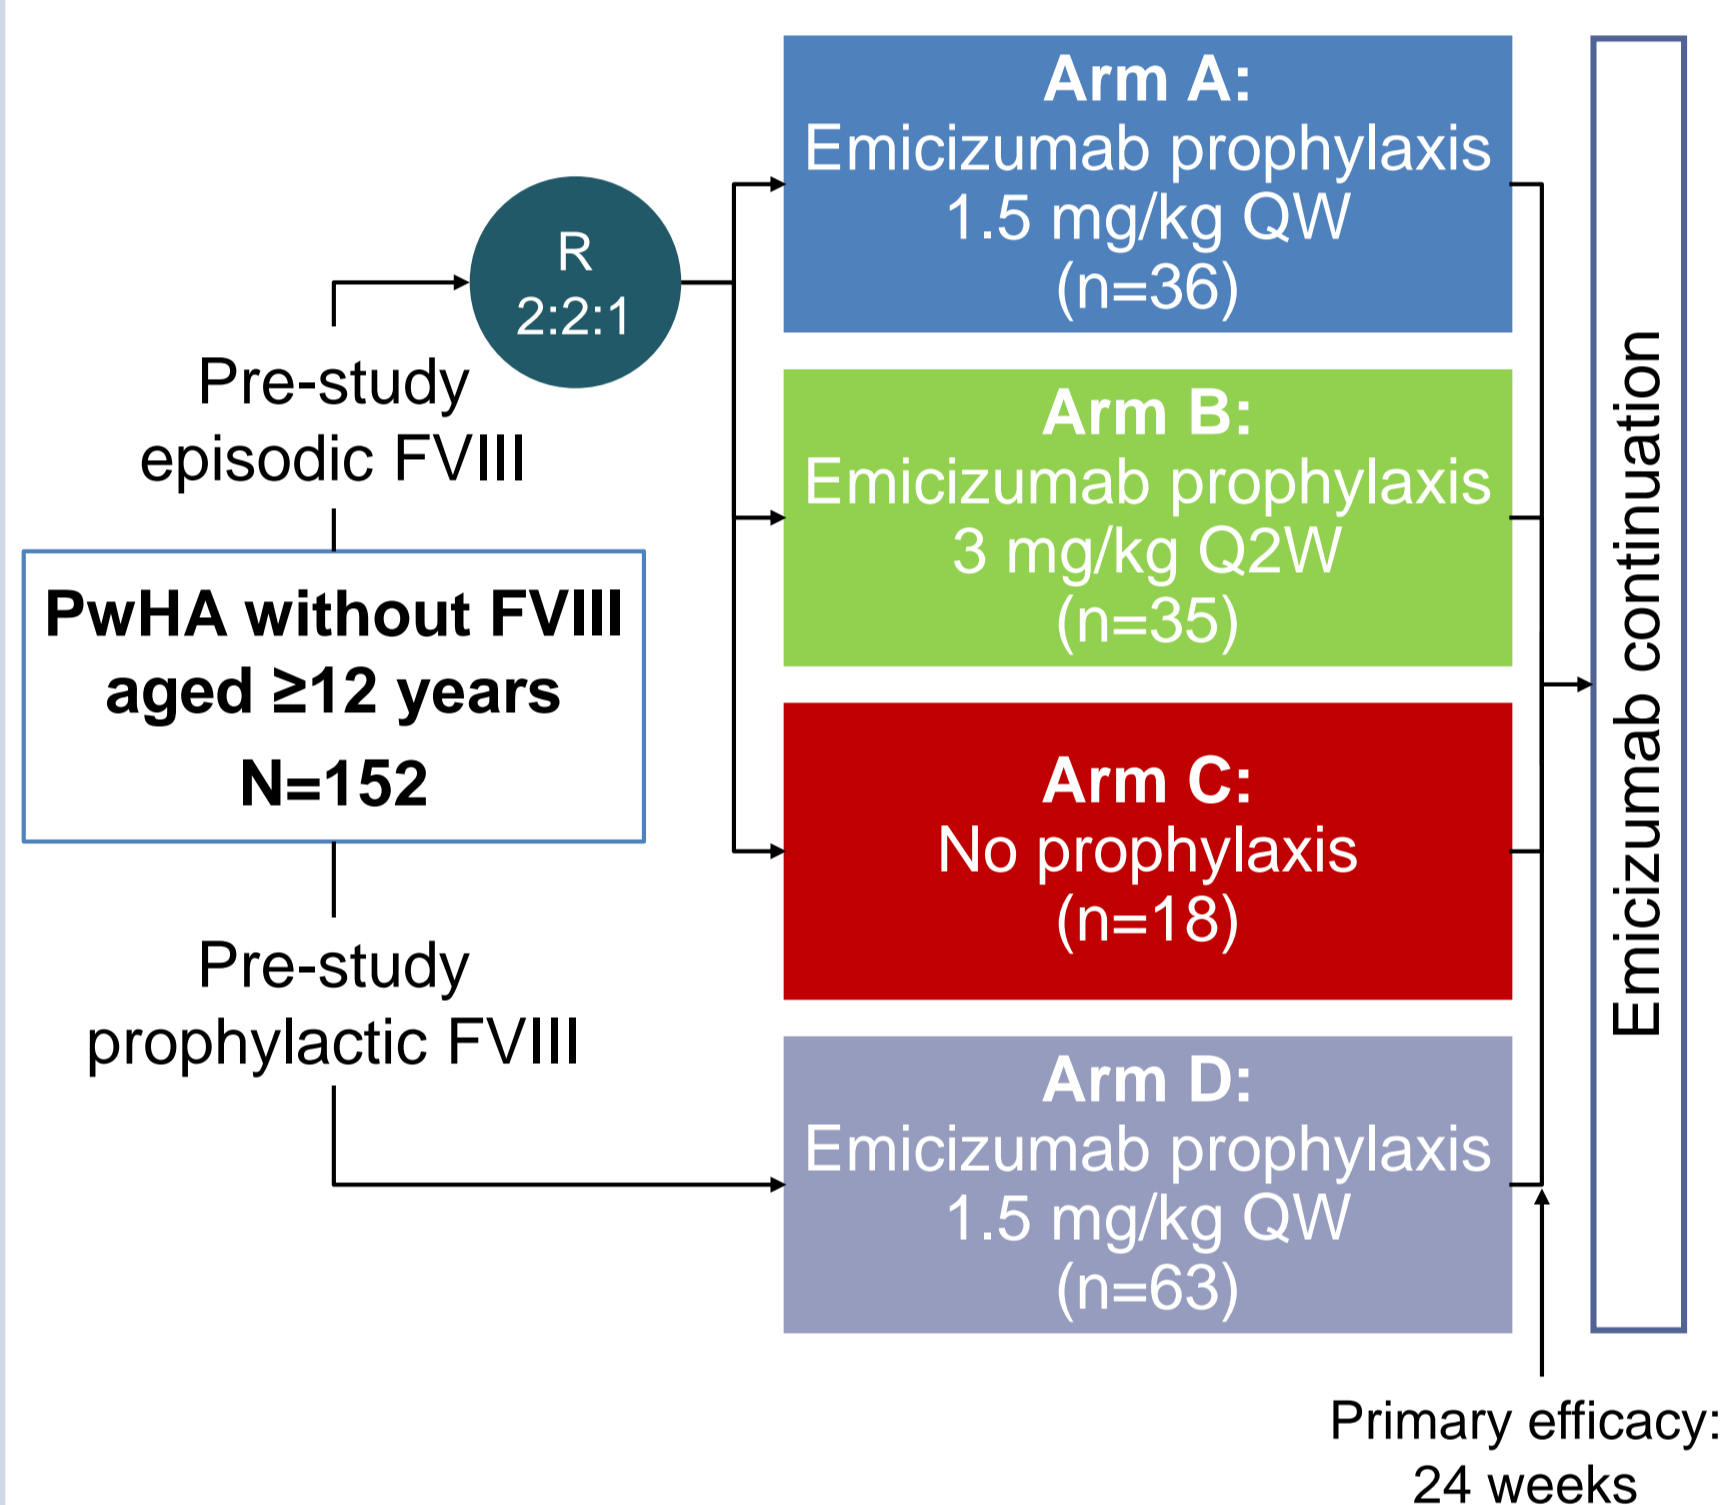 Pre-study
episodic FVIII
PwHA without FVIII
aged ≥12 years
N=152
Pre-study
prophylactic FVIII
R
2:2:1
Arm A:
Emicizumab prophylaxis
1.5 mg/kg QW
(n=36)
Arm B:
Emicizumab prophylaxis
3 mg/kg Q2W
(n=35)
Arm C:
No prophylaxis
(n=18)
Arm D:
Emicizumab prophylaxis
1.5 mg/kg QW
(n=63)
Emicizumab continuation
Primary efficacy:
24 weeks